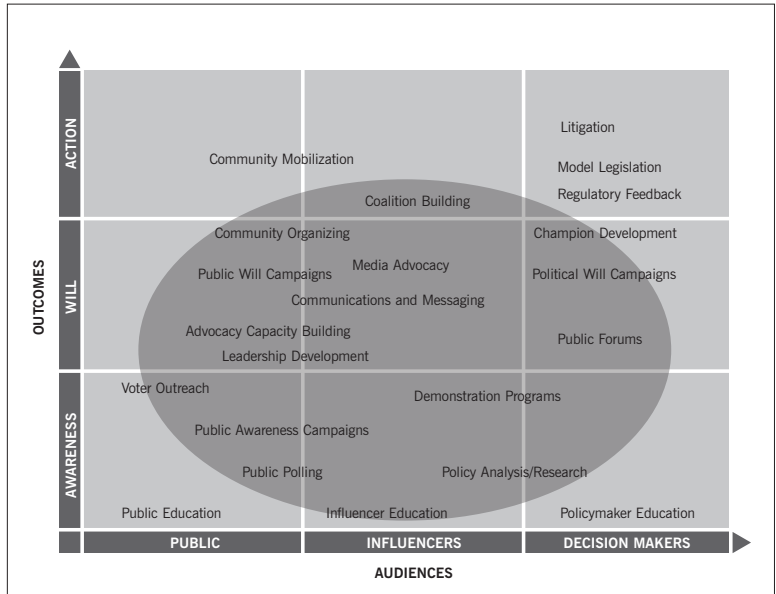 OUTCOMES
ACTION
Litigation
Community Mobilization
Model Legislation
Regulatory Feedback
Coalition Building
WILL
Community Organizing
Champion Development
Media Advocacy
Public Will Campaigns
Political Will Campaigns
Communications and Messaging
Advocacy Capacity Building
Public Forums
Leadership Development
AWARENESS
Voter Outreach
Demonstration Programs
Public Awareness Campaigns
Public Polling
Policy Analysis/Research
Public Education
Influencer Education
Policymaker Education
PUBLIC
INFLUENCERS
DECISION MAKERS
AUDIENCES